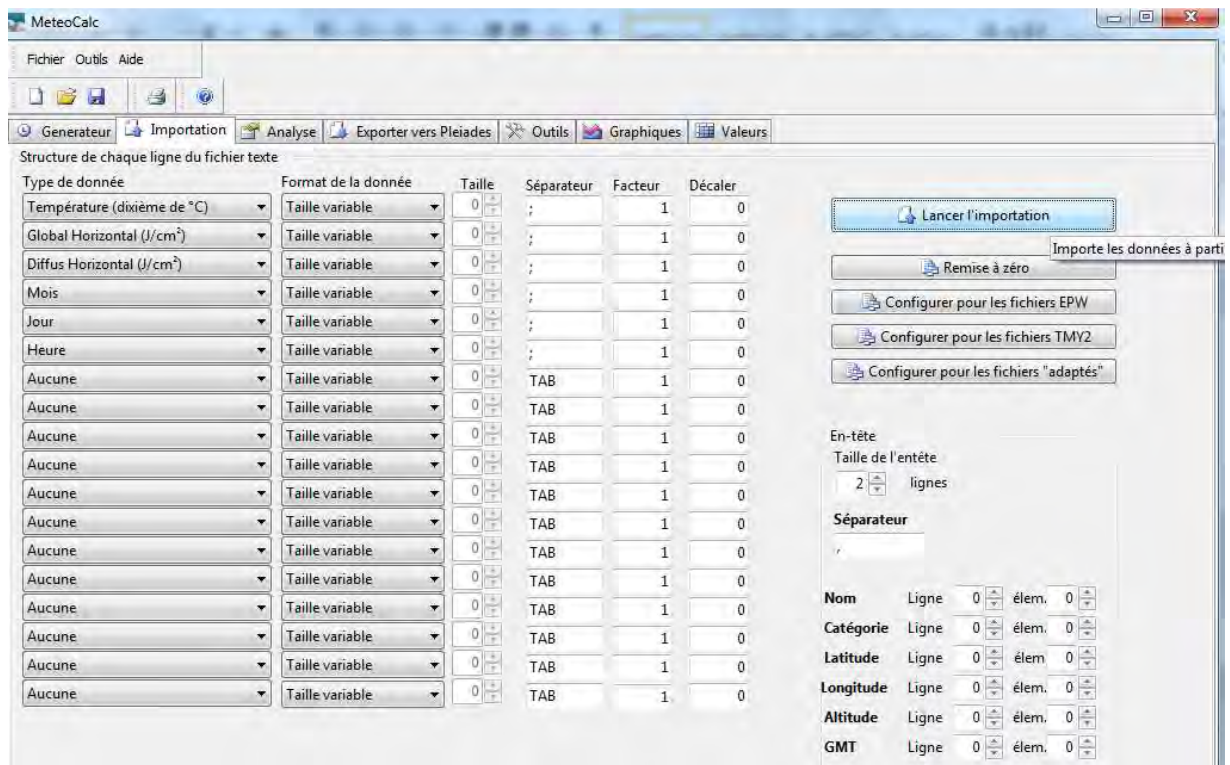 MeteoCalc
Fichier Outils Aide
Generateur Importation Analyse Exporter vers Pleiades Outils Graphiques Valeurs
Structure de chaque ligne du fichier texte
Type de donnée Format de la donnée Taille Séparateur Facteur Décaler
Température (dixième de °C) Taille variable 0 ; 1 0
Global Horizontal (J/cm²) Taille variable 0 ; 1 0
Diffus Horizontal (J/cm²) Taille variable 0 ; 1 0
Mois Taille variable 0 ; 1 0
Jour Taille variable 0 ; 1 0
Heure Taille variable 0 ; 1 0
Aucune Taille variable 0 TAB 1 0
Aucune Taille variable 0 TAB 1 0
Aucune Taille variable 0 TAB 1 0
Aucune Taille variable 0 TAB 1 0
Aucune Taille variable 0 TAB 1 0
Aucune Taille variable 0 TAB 1 0
Aucune Taille variable 0 TAB 1 0
Aucune Taille variable 0 TAB 1 0
Aucune Taille variable 0 TAB 1 0
Aucune Taille variable 0 TAB 1 0
Aucune Taille variable 0 TAB 1 0
Aucune Taille variable 0 TAB 1 0
Lancer l'importation
Importe les données à parti
Remise à zéro
Configurer pour les fichiers EPW
Configurer pour les fichiers TMY2
Configurer pour les fichiers "adaptés"
En-tête
Taille de l'entête
2 lignes
Séparateur
,
Nom Ligne 0 élem. 0
Catégorie Ligne 0 élem. 0
Latitude Ligne 0 élem 0
Longitude Ligne 0 élem. 0
Altitude Ligne 0 élem. 0
GMT Ligne 0 élem. 0